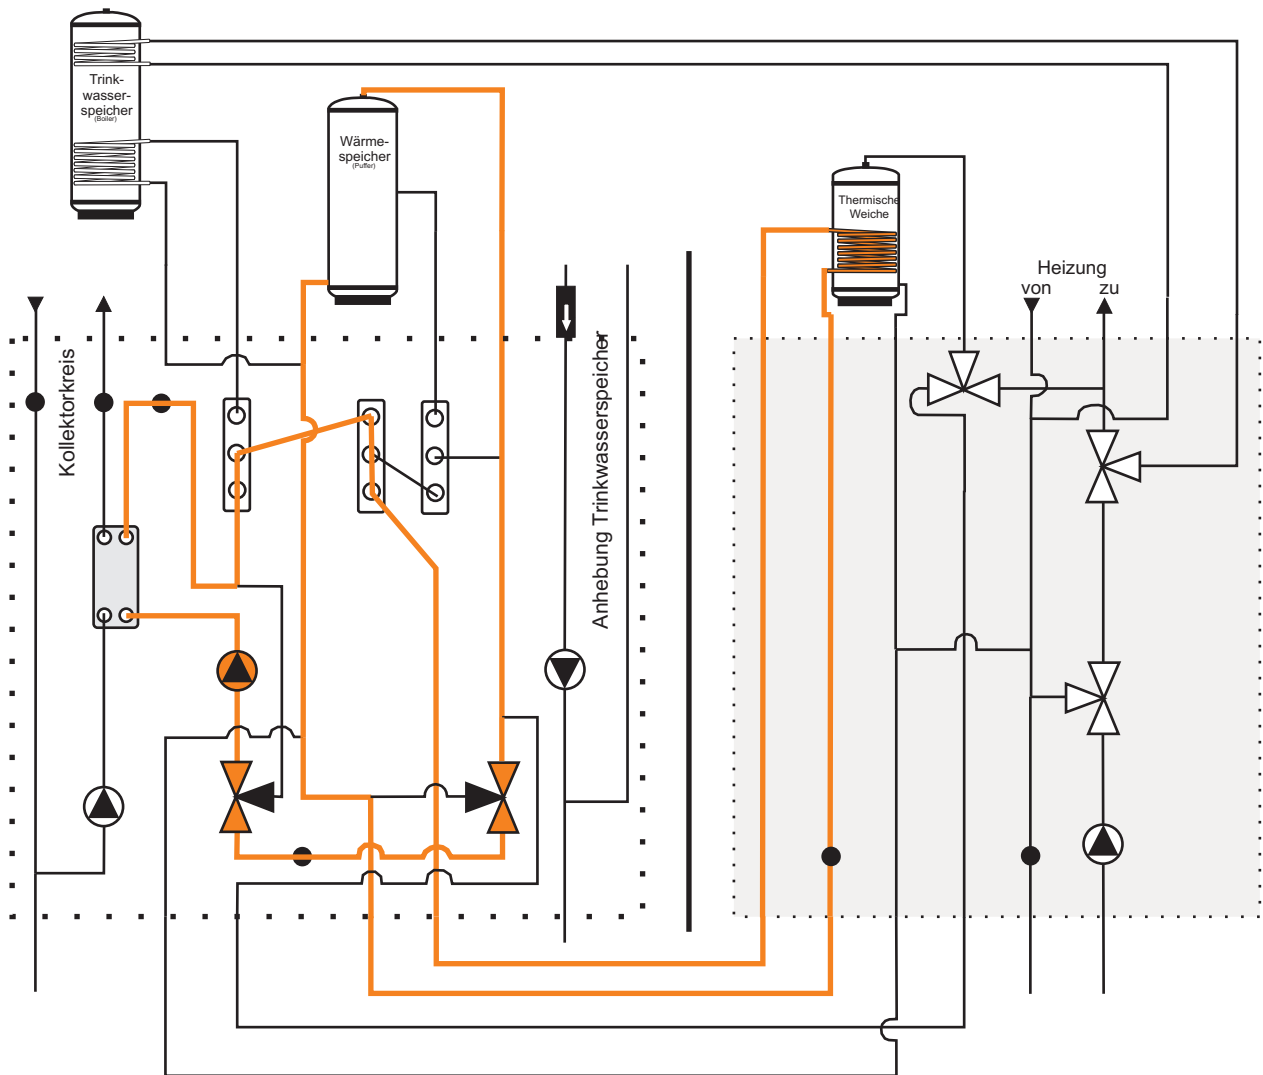 Trink-
wasser-
speicher
(Boiler)
Wärme-
speicher
(Puffer)
Thermische
Weiche
Heizung
von zu
Kollektorkreis
Anhebung Trinkwasserspeicher